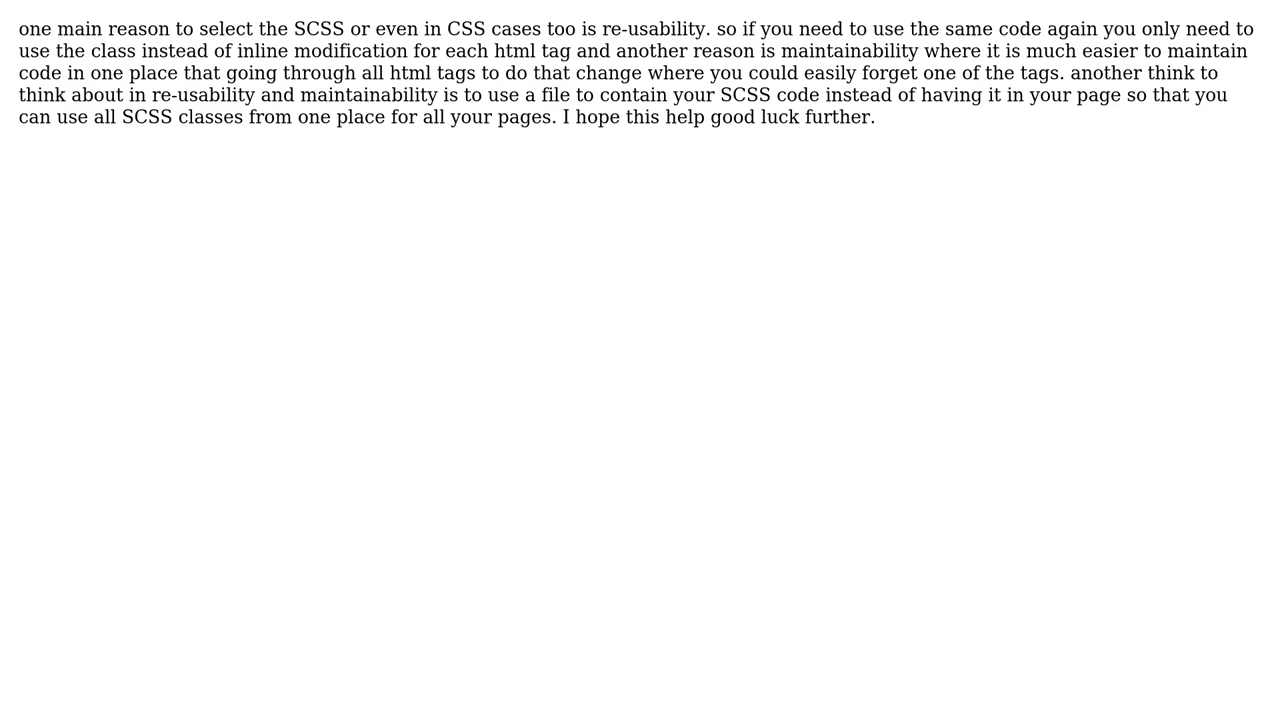 one main reason to select the SCSS or even in CSS cases too is re-usability. so if you need to use the same code again you only need to
use the class instead of inline modification for each html tag and another reason is maintainability where it is much easier to maintain
code in one place that going through all html tags to do that change where you could easily forget one of the tags. another think to
think about in re-usability and maintainability is to use a file to contain your SCSS code instead of having it in your page so that you
can use all SCSS classes from one place for all your pages. I hope this help good luck further.